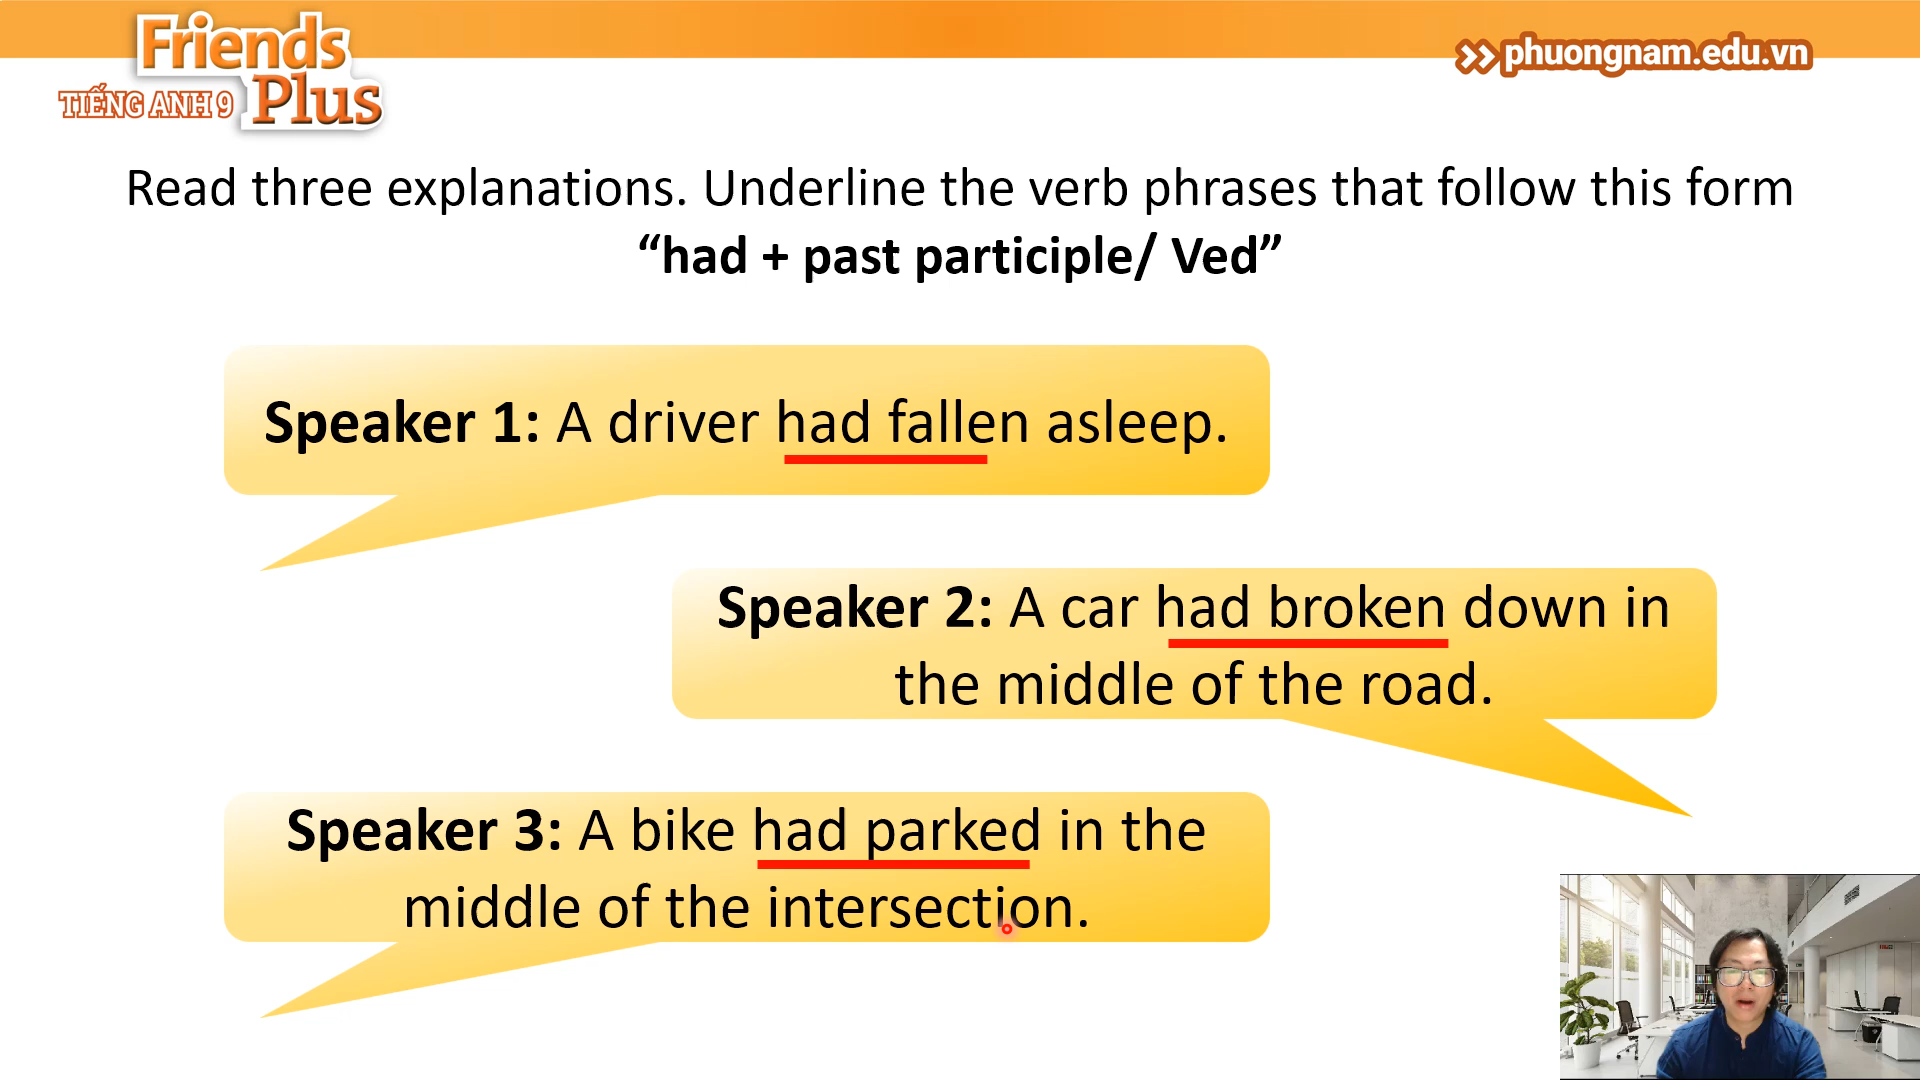 Friends
Plus
TIẾNG ANH 9
phuongnam.edu.vn
Read three explanations. Underline the verb phrases that follow this form
“had + past participle/ Ved”
Speaker 1: A driver had fallen asleep.
Speaker 2: A car had broken down in
the middle of the road.
Speaker 3: A bike had parked in the
middle of the intersection.